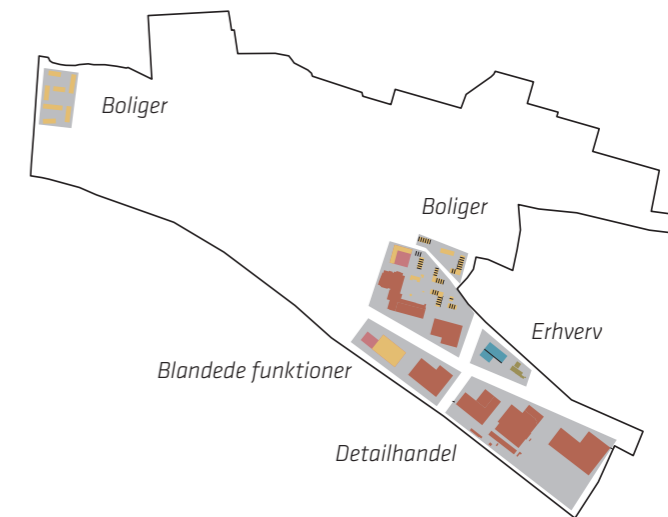 Boliger
Boliger
Erhverv
Blandede funktioner
Detailhandel